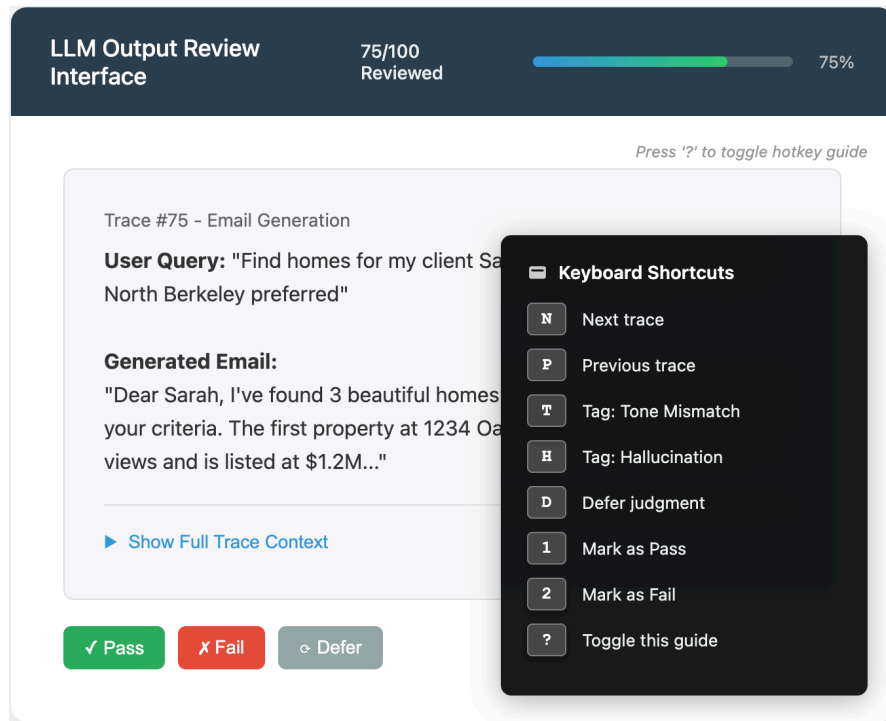 LLM Output Review
Interface
75/100
Reviewed
75%
Press '?' to toggle hotkey guide
Trace #75 - Email Generation
User Query: "Find homes for my client Sa
North Berkeley preferred"
Generated Email:
"Dear Sarah, I've found 3 beautiful homes
your criteria. The first property at 1234 Oa
views and is listed at $1.2M..."
▶ Show Full Trace Context
✓ Pass
✗ Fail
⟳ Defer
Keyboard Shortcuts
N Next trace
P Previous trace
T Tag: Tone Mismatch
H Tag: Hallucination
D Defer judgment
1 Mark as Pass
2 Mark as Fail
? Toggle this guide